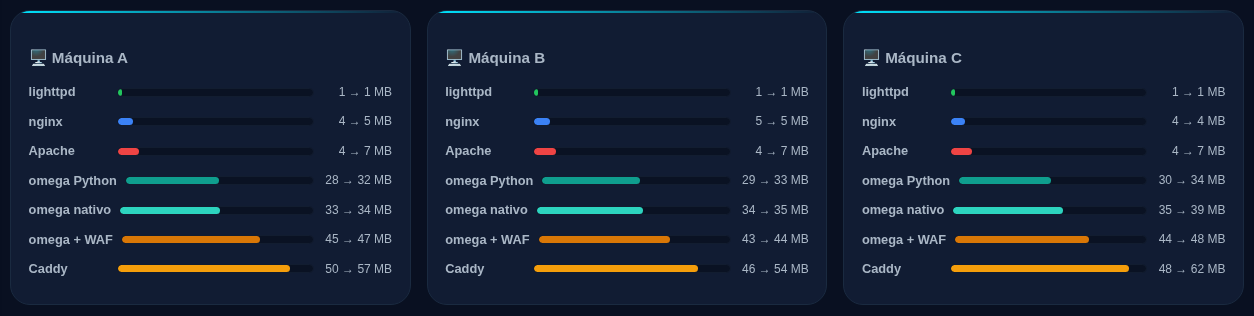 Máquina A
lighttpd 1 → 1 MB
nginx 4 → 5 MB
Apache 4 → 7 MB
omega Python 28 → 32 MB
omega nativo 33 → 34 MB
omega + WAF 45 → 47 MB
Caddy 50 → 57 MB
Máquina B
lighttpd 1 → 1 MB
nginx 5 → 5 MB
Apache 4 → 7 MB
omega Python 29 → 33 MB
omega nativo 34 → 35 MB
omega + WAF 43 → 44 MB
Caddy 46 → 54 MB
Máquina C
lighttpd 1 → 1 MB
nginx 4 → 4 MB
Apache 4 → 7 MB
omega Python 30 → 34 MB
omega nativo 35 → 39 MB
omega + WAF 44 → 48 MB
Caddy 48 → 62 MB